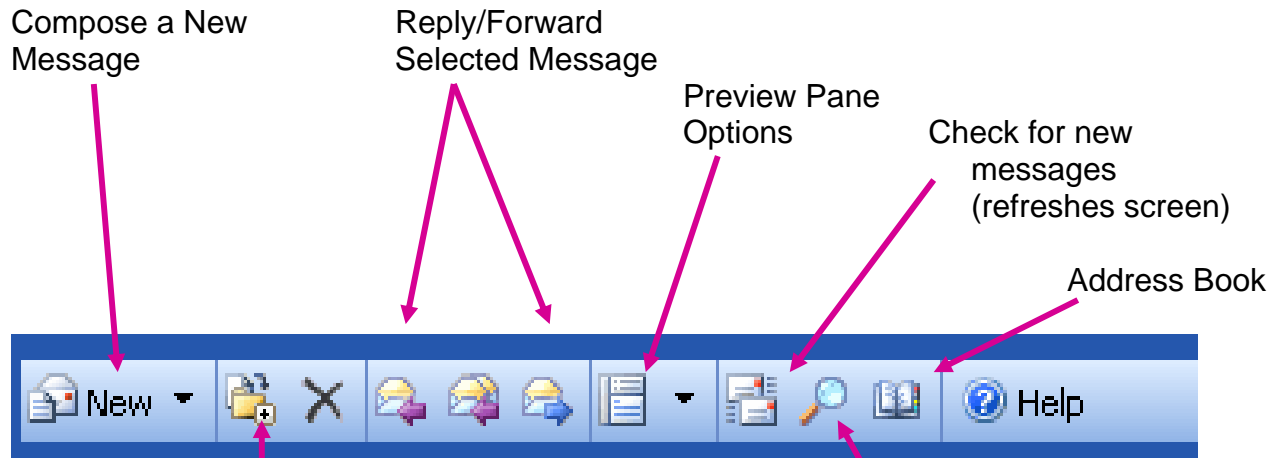 Compose a New
Message
Reply/Forward
Selected Message
Preview Pane
Options
Check for new
messages
(refreshes screen)
Address Book
New
Help